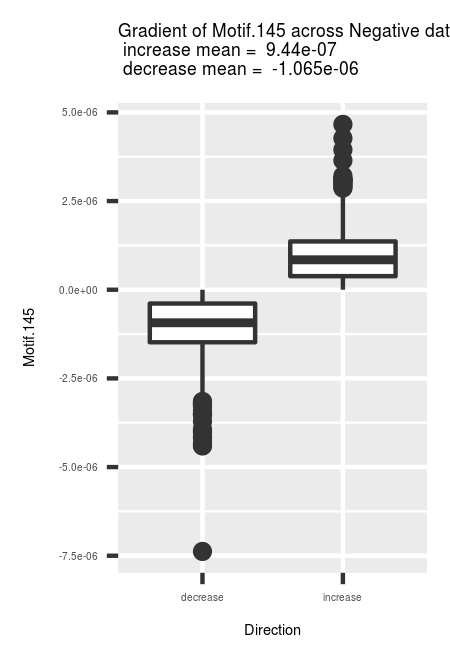 Gradient of Motif.145 across Negative dat
increase mean =  9.44e-07
decrease mean =  -1.065e-06
5.0e-06
2.5e-06
0.0e+00
-2.5e-06
-5.0e-06
-7.5e-06
Motif.145
decrease
increase
Direction